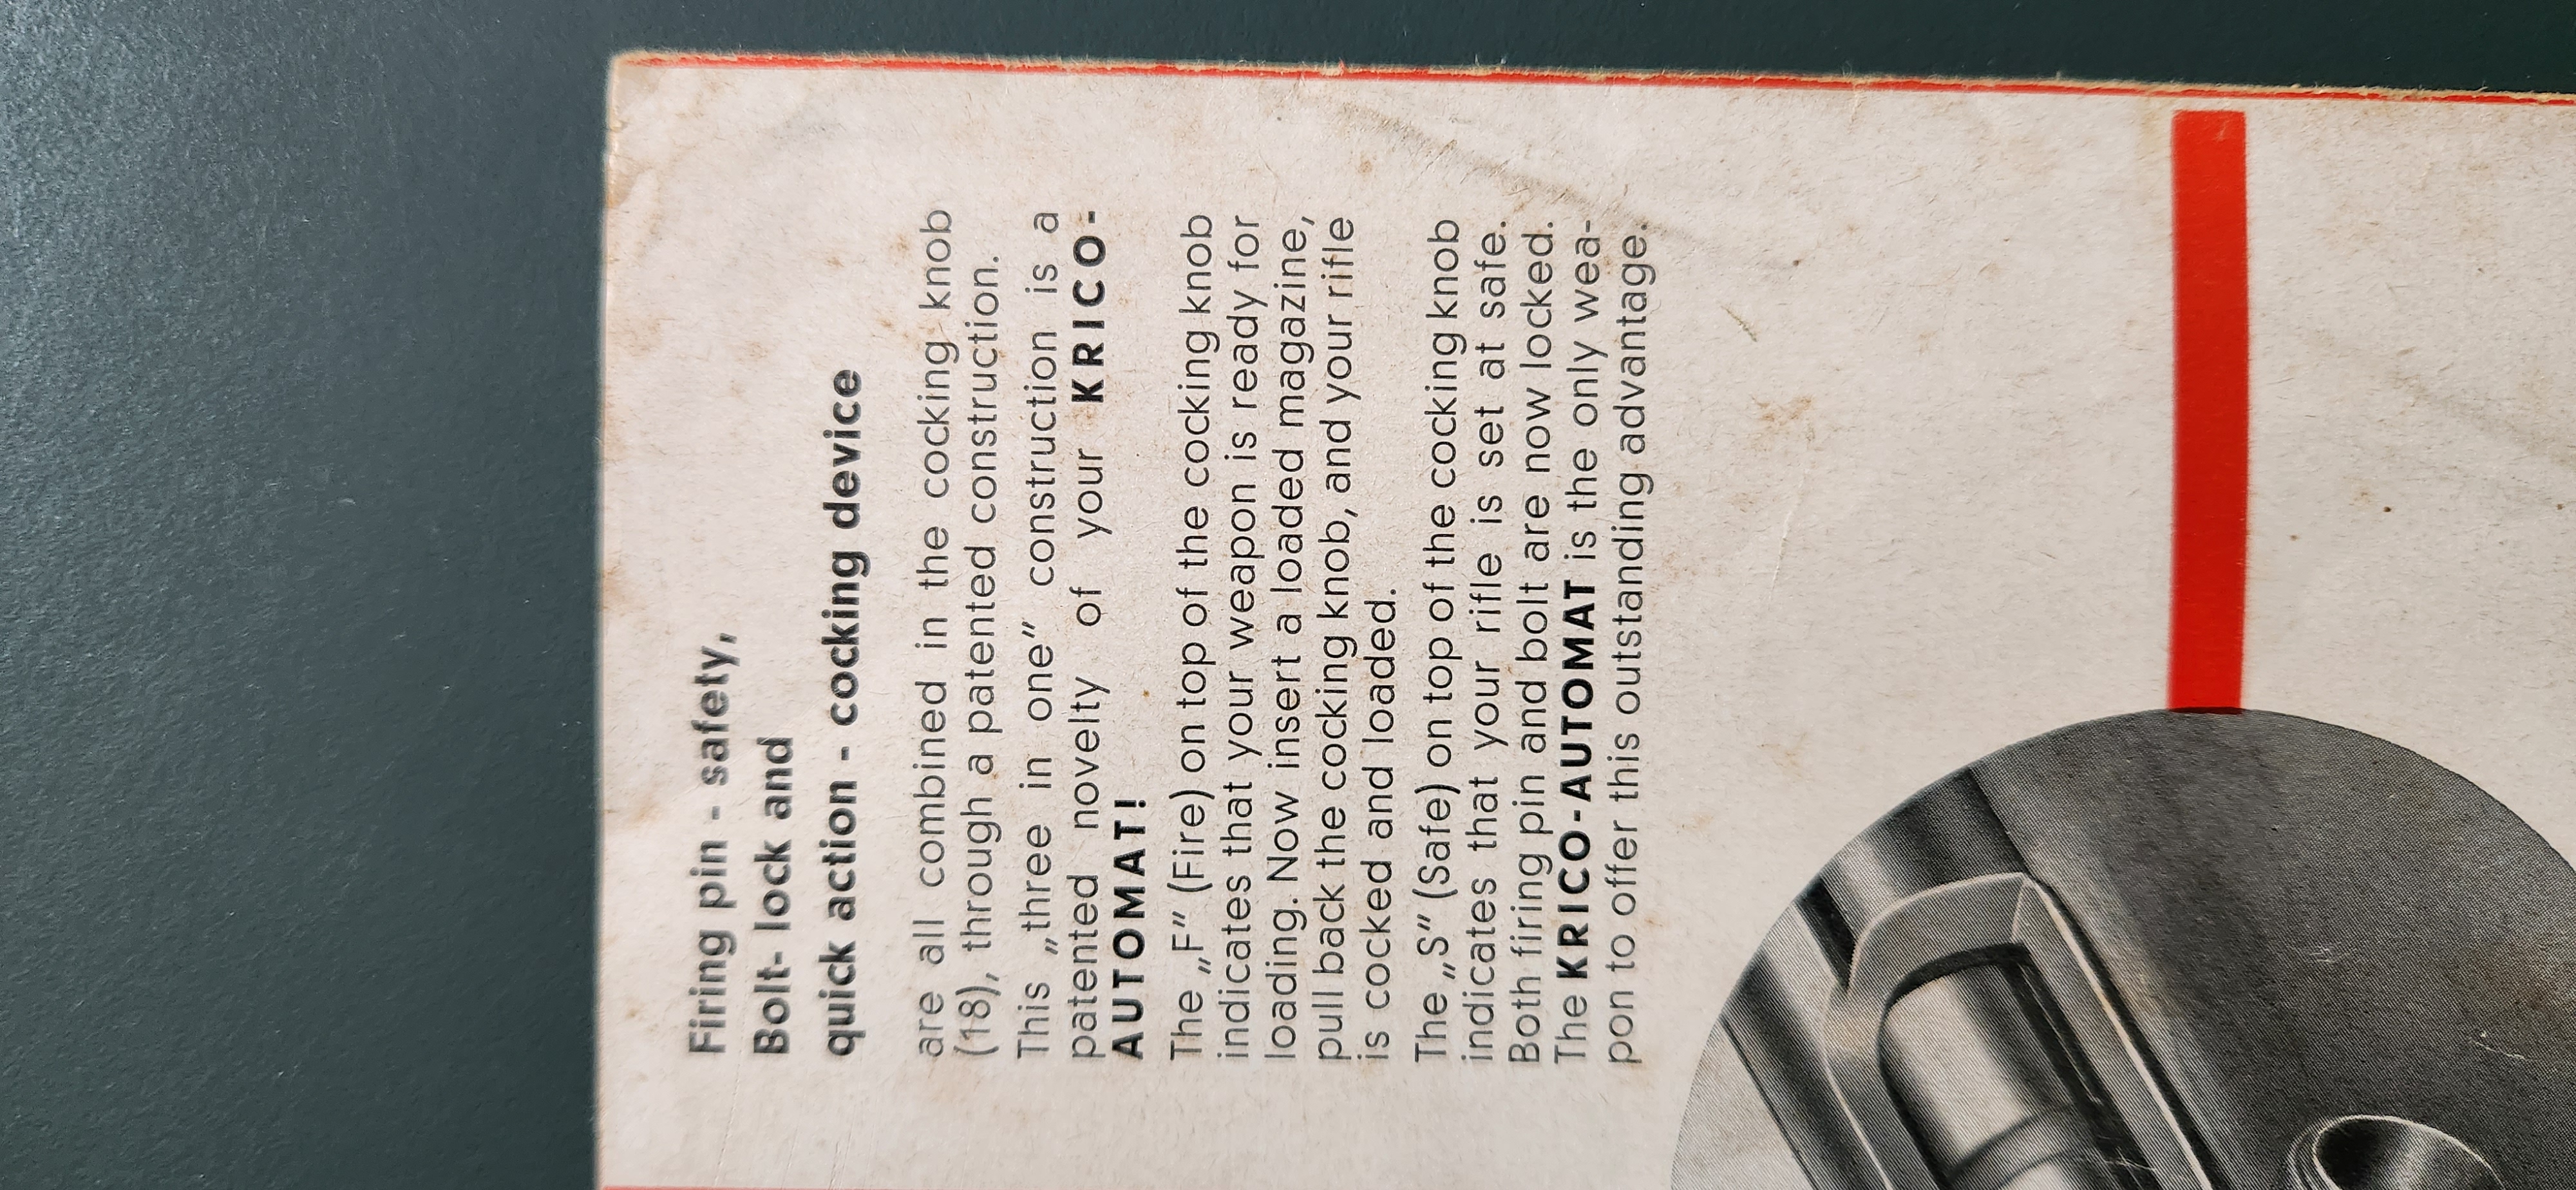 Firing pin - safety,
Bolt- lock and
quick action - cocking device
are all combined in the cocking knob
(18), through a patented construction.
This „three in one” construction is a
patented novelty of your KRICO-
AUTOMAT!
The „F” (Fire) on top of the cocking knob
indicates that your weapon is ready for
loading. Now insert a loaded magazine,
pull back the cocking knob, and your rifle
is cocked and loaded.
The „S” (Safe) on top of the cocking knob
indicates that your rifle is set at safe.
Both firing pin and bolt are now locked.
The KRICO-AUTOMAT is the only wea-
pon to offer this outstanding advantage.